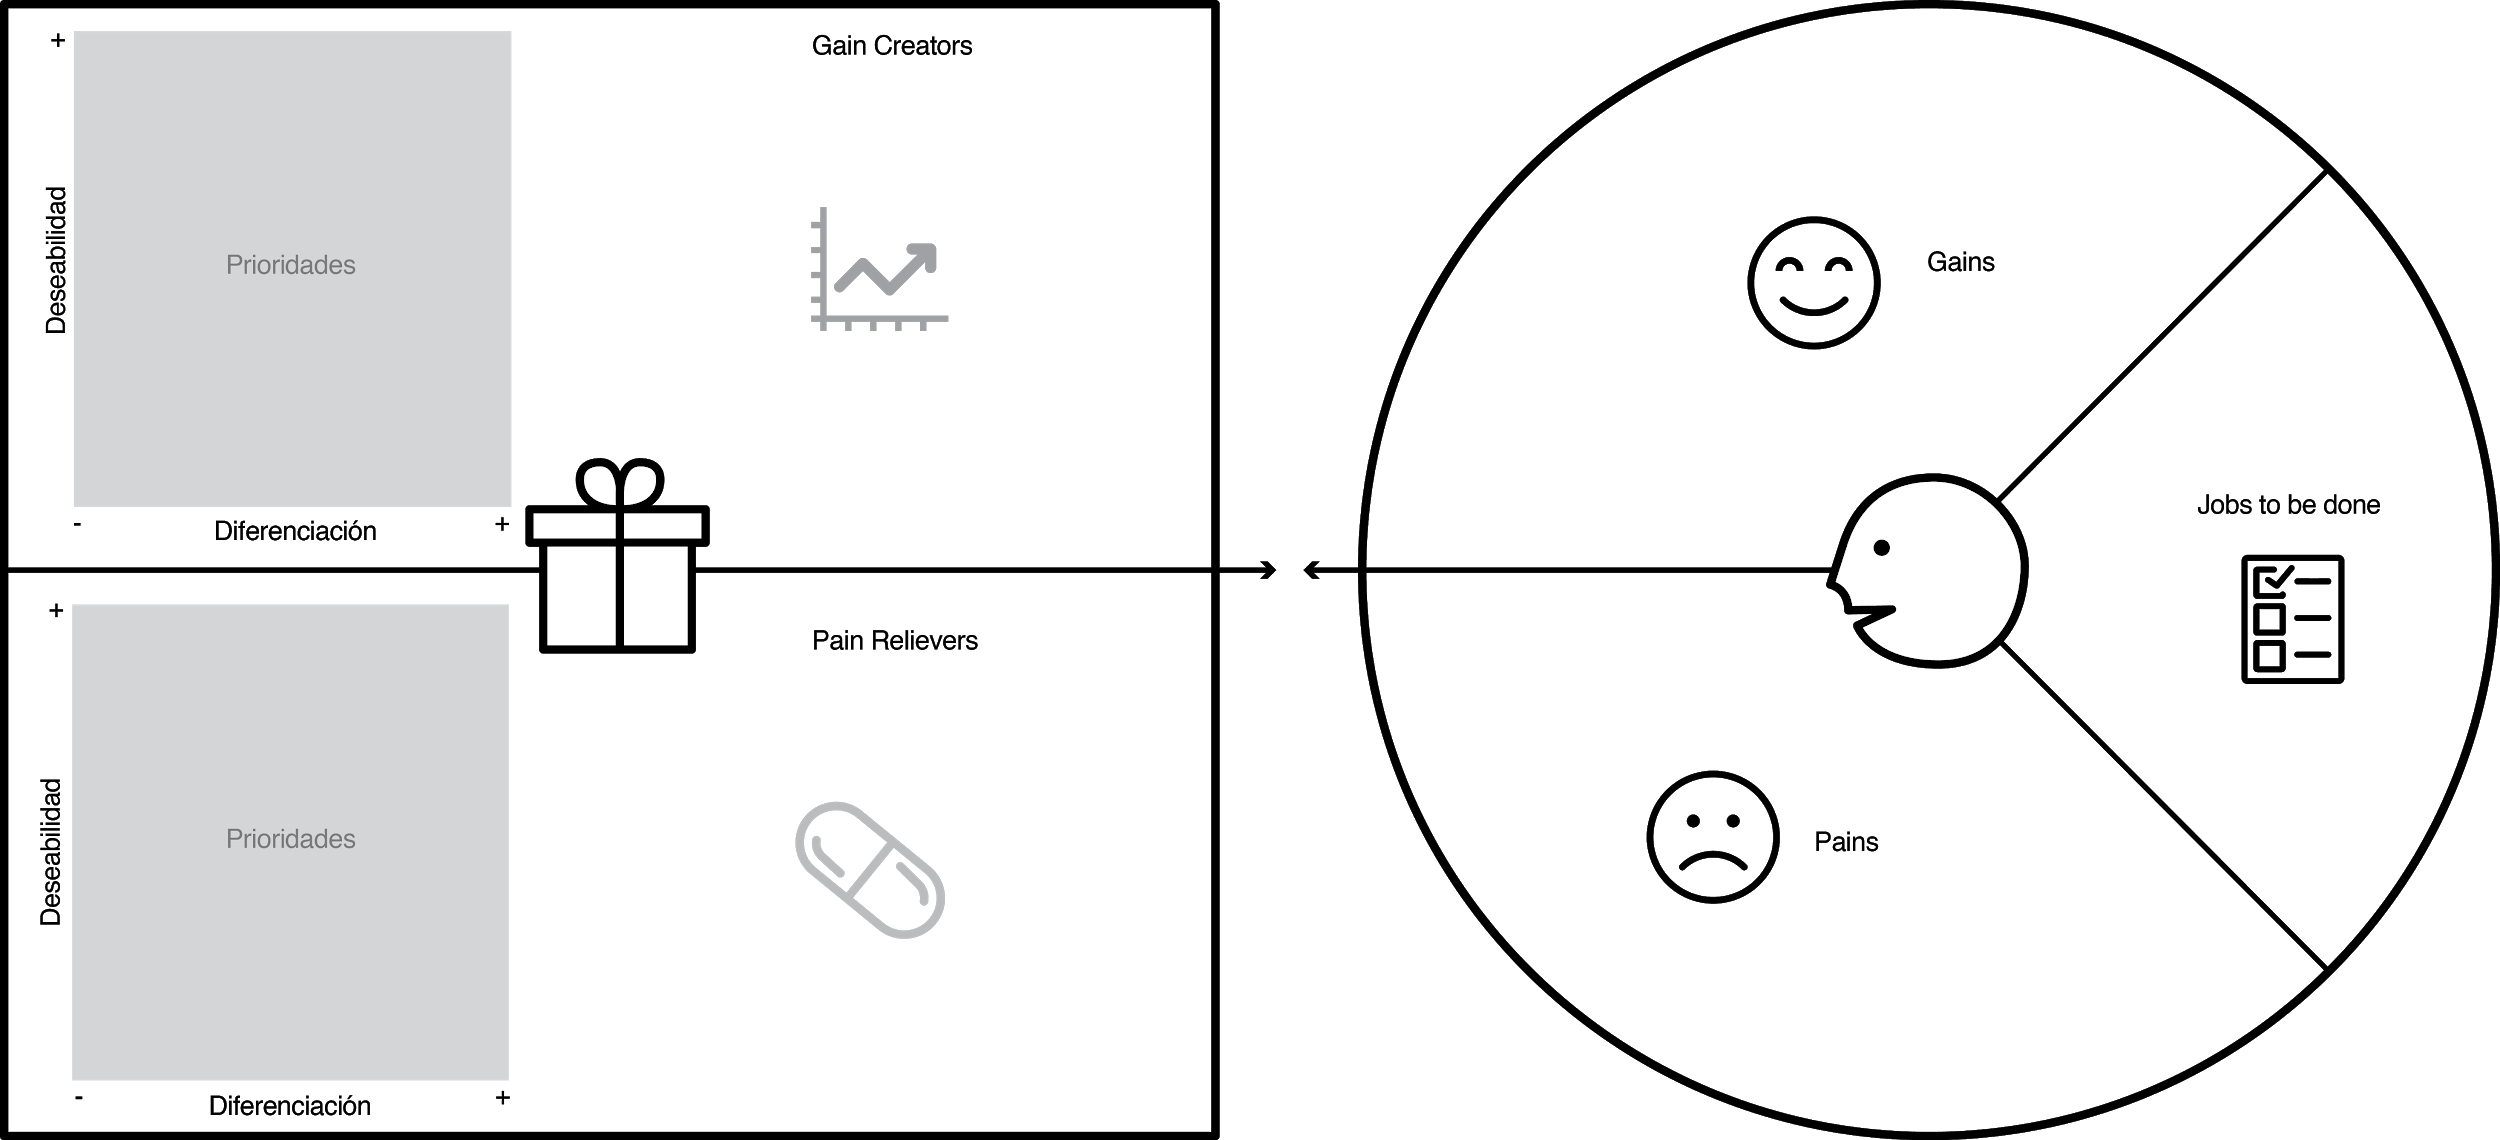 +
Deseabilidad
Prioridades
-
Diferenciación
+
Gain Creators
+
Deseabilidad
Prioridades
-
Diferenciación
+
Pain Relievers
Gains
Jobs to be done
Pains